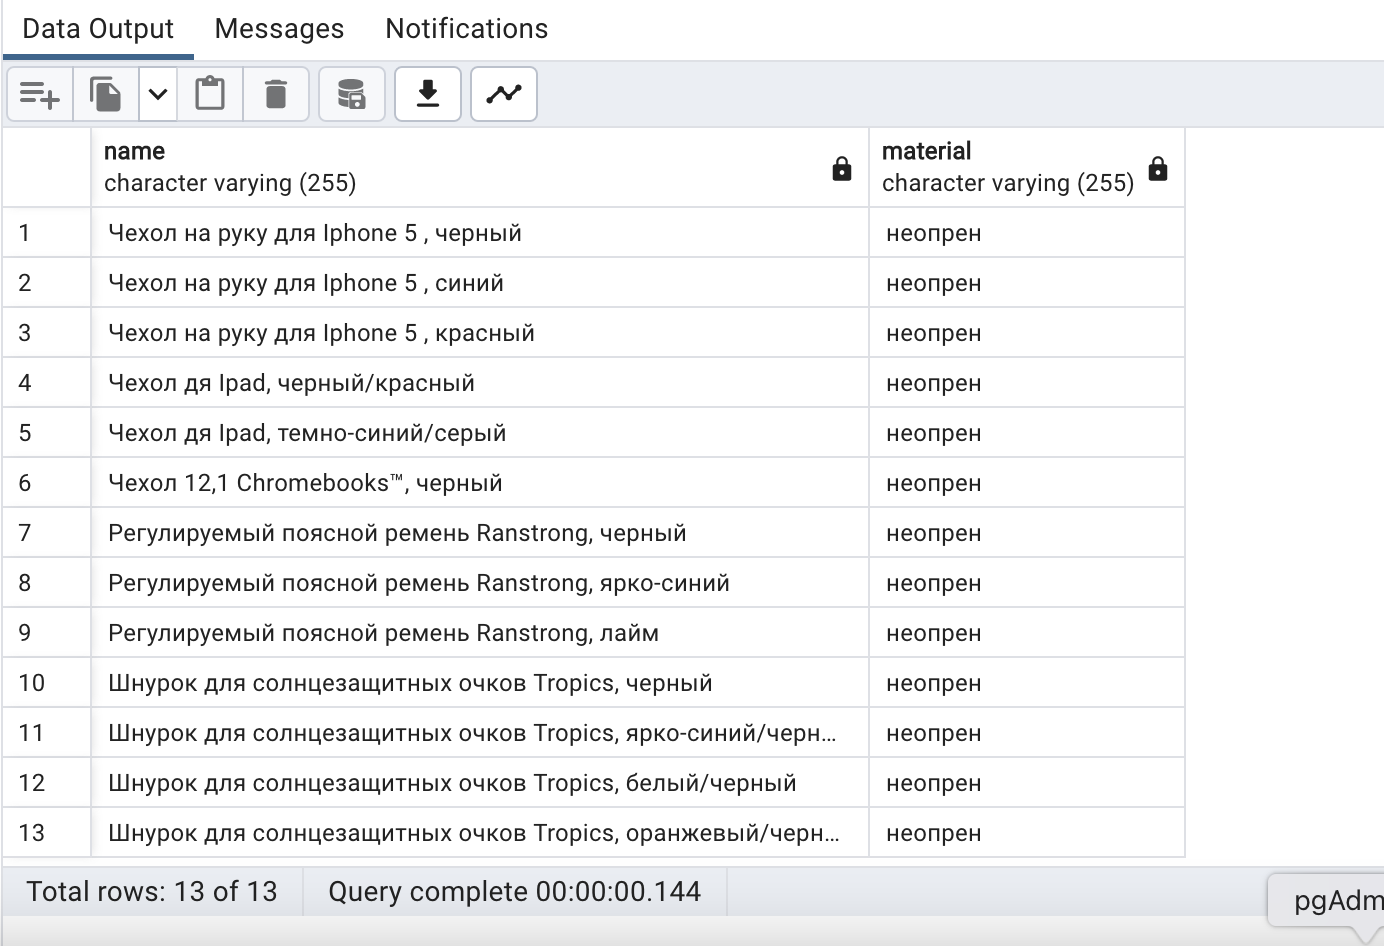 Data Output Messages Notifications
name material
character varying (255) character varying (255)
1 Чехол на руку для Iphone 5 , черный неопрен
2 Чехол на руку для Iphone 5 , синий неопрен
3 Чехол на руку для Iphone 5 , красный неопрен
4 Чехол дя Ipad, черный/красный неопрен
5 Чехол дя Ipad, темно-синий/серый неопрен
6 Чехол 12,1 Chromebooks™, черный неопрен
7 Регулируемый поясной ремень Ranstrong, черный неопрен
8 Регулируемый поясной ремень Ranstrong, ярко-синий неопрен
9 Регулируемый поясной ремень Ranstrong, лайм неопрен
10 Шнурок для солнцезащитных очков Tropics, черный неопрен
11 Шнурок для солнцезащитных очков Tropics, ярко-синий/черн... неопрен
12 Шнурок для солнцезащитных очков Tropics, белый/черный неопрен
13 Шнурок для солнцезащитных очков Tropics, оранжевый/черн... неопрен
Total rows: 13 of 13 Query complete 00:00:00.144
pgAdm